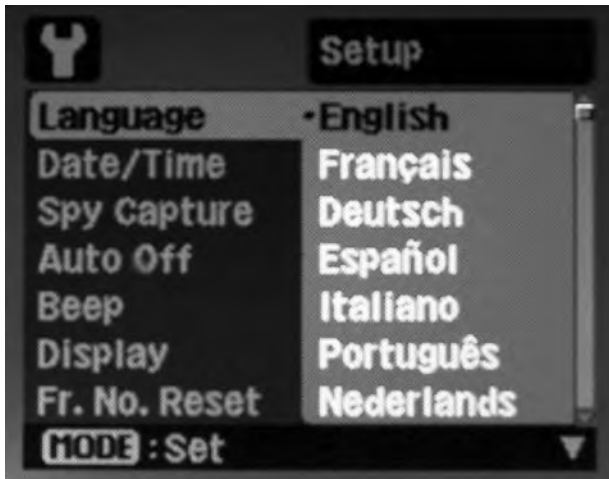 Setup
Language •English
Date/Time Français
Spy Capture Deutsch
Auto Off Español
Beep Italiano
Display Português
Fr. No. Reset Nederlands
MODE :Set